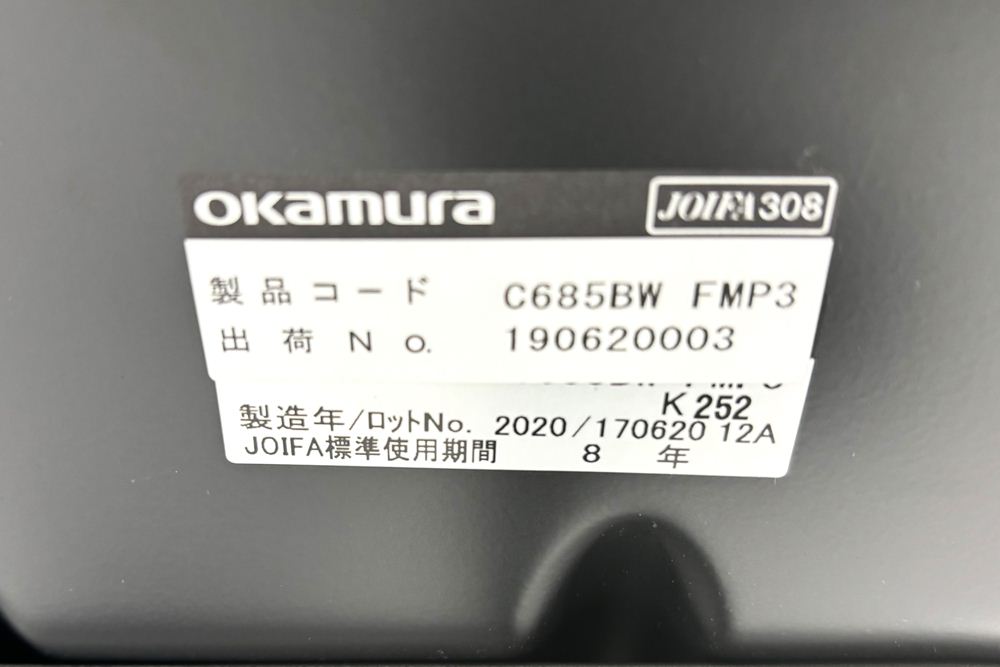 okamura JOIFA308
製品コード C685BW FMP3
出荷No. 190620003
K 252
製造年/ロットNo. 2020/170620 12A
JOIFA標準使用期間 8 年